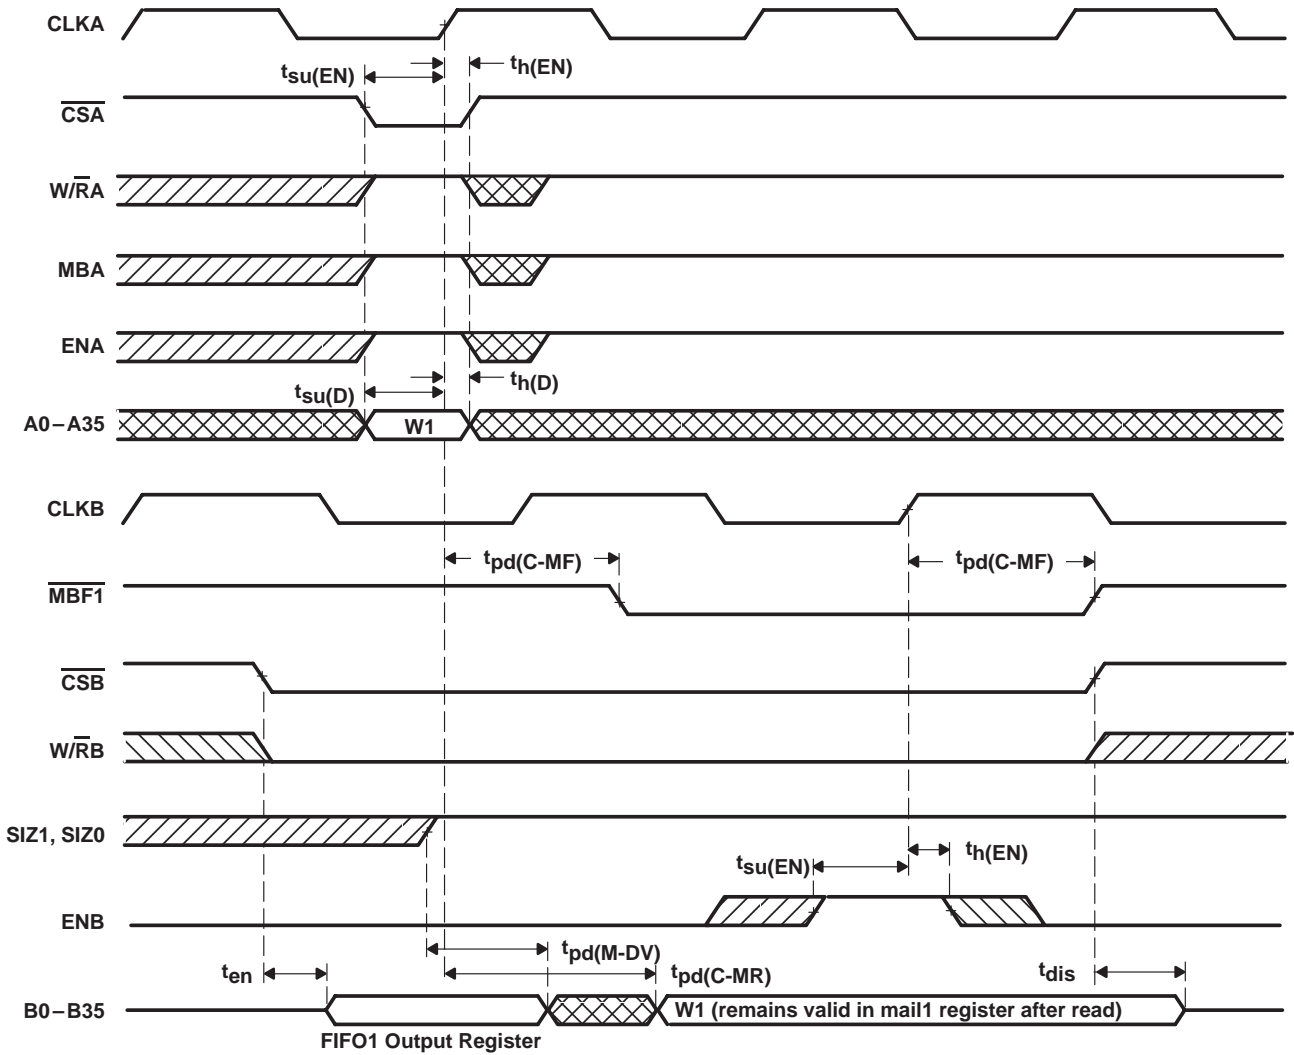 CLKA
tsu(EN)
th(EN)
CSA
W/RA
MBA
ENA
tsu(D)
th(D)
A0–A35
W1
CLKB
tpd(C-MF)
tpd(C-MF)
MBF1
CSB
W/RB
SIZ1, SIZ0
tsu(EN)
th(EN)
ENB
ten
tpd(M-DV)
tpd(C-MR)
tdis
B0–B35
W1 (remains valid in mail1 register after read)
FIFO1 Output Register